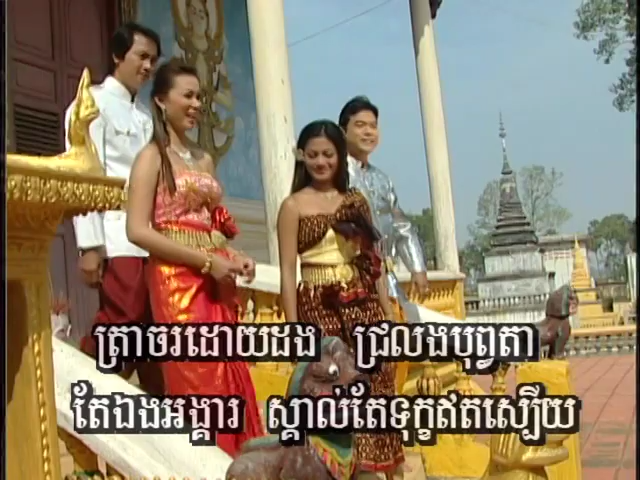 ត្រាចរដោយដង ជ្រលងបុព្វតា
តែឯងអង្គារ ស្គាល់តែទុក្ខឥតស្បើយ